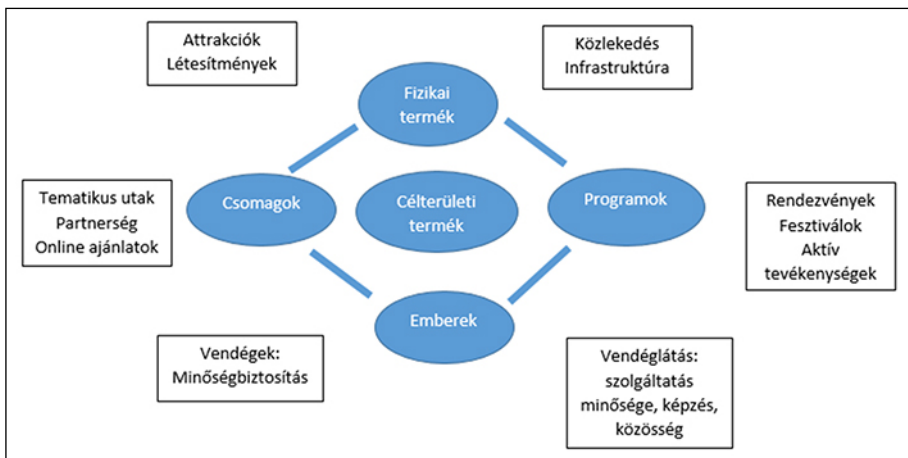 Attrakciók
Létesítmények
Közlekedés
Infrastruktúra
Fizikai
termék
Tematikus utak
Partnerség
Online ajánlatok
Csomagok
Célterületi
termék
Programok
Rendezvények
Fesztiválok
Aktív
tevékenységek
Emberek
Vendégek:
Minőségbiztosítás
Vendéglátás:
szolgáltatás
minősége, képzés,
közösség